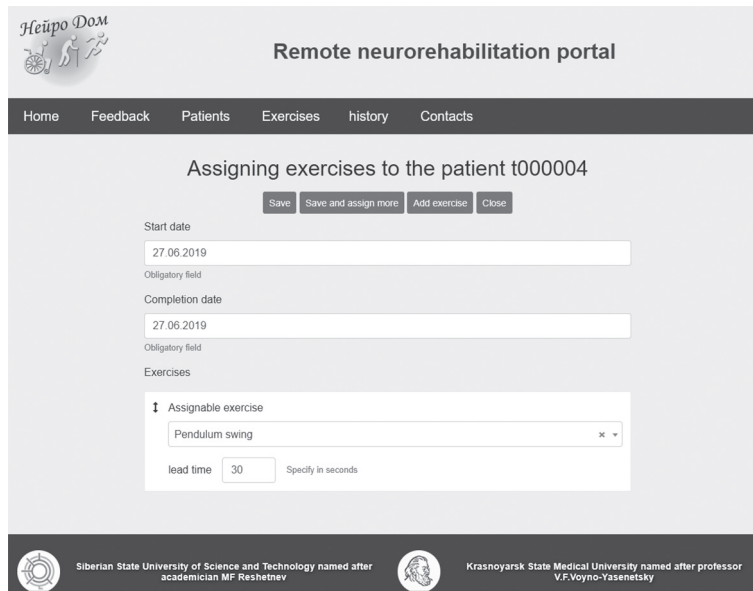 Нейро Дом
Remote neurorehabilitation portal
Home Feedback Patients Exercises history Contacts
Assigning exercises to the patient t000004
Save Save and assign more Add exercise Close
Start date
27.06.2019
Obligatory field
Completion date
27.06.2019
Obligatory field
Exercises
Assignable exercise
Pendulum swing
lead time 30 Specify in seconds
Siberian State University of Science and Technology named after
academician MF Reshetnev
Krasnoyarsk State Medical University named after professor
V.F.Voyno-Yasenetsky